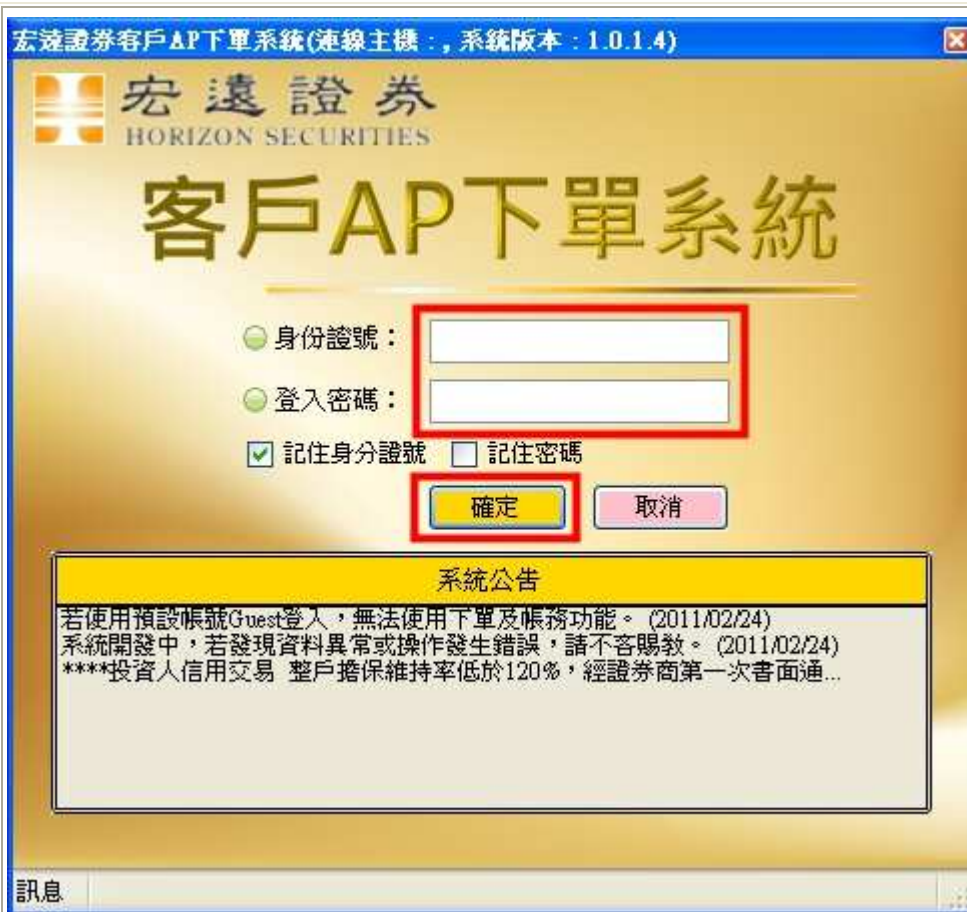 宏遠證券客戶AP下單系統(連線主機：, 系統版本：1.0.1.4)
宏遠證券
HORIZON SECURITIES
客戶AP下單系統
身份證號：
登入密碼：
記住身分證號 記住密碼
確定 取消
系統公告
若使用預設帳號Guest登入，無法使用下單及帳務功能。 (2011/02/24)
系統開發中，若發現資料異常或操作發生錯誤，請不吝賜教。 (2011/02/24)
****投資人信用交易 整戶擔保維持率低於120%，經證券商第一次書面通...
訊息